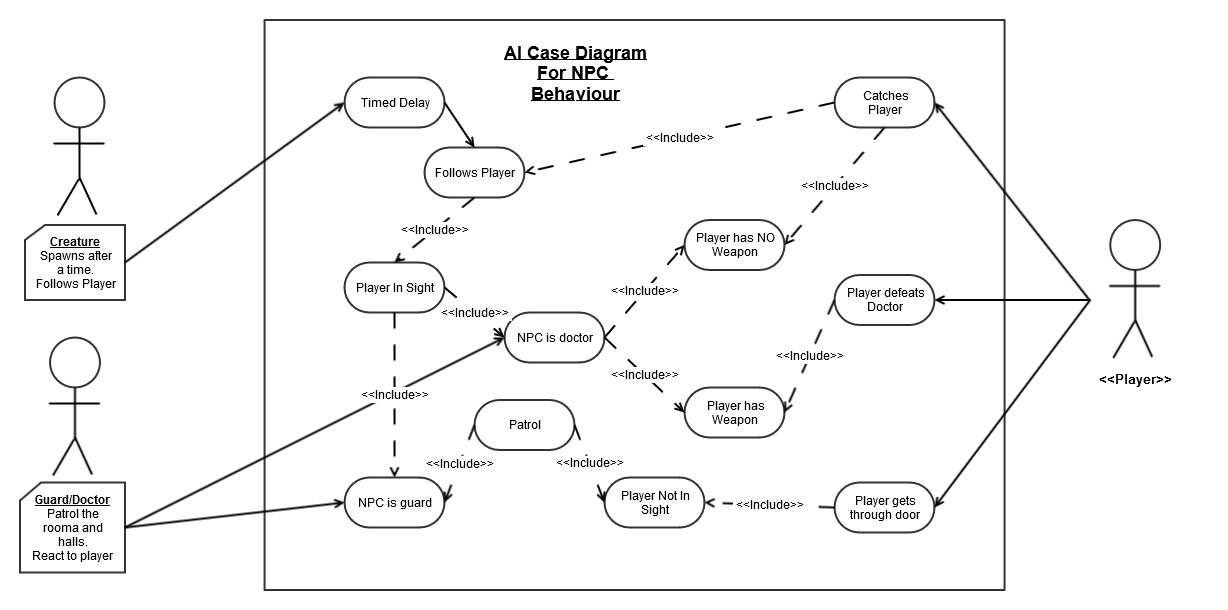 AI Case Diagram
For NPC
Behaviour
Timed Delay
Catches
Player
<<Include>>
Follows Player
<<Include>>
<<Include>>
Creature
Spawns after
a time.
Follows Player
Player has NO
Weapon
Player In Sight
<<Include>>
<<Include>>
Player defeats
Doctor
NPC is doctor
<<Include>>
<<Include>>
<<Include>>
<<Player>>
<<Include>>
Player has
Weapon
Patrol
<<Include>>
<<Include>>
Guard/Doctor
Patrol the
rooma and
halls.
React to player
NPC is guard
Player Not In
Sight
<<Include>>
Player gets
through door